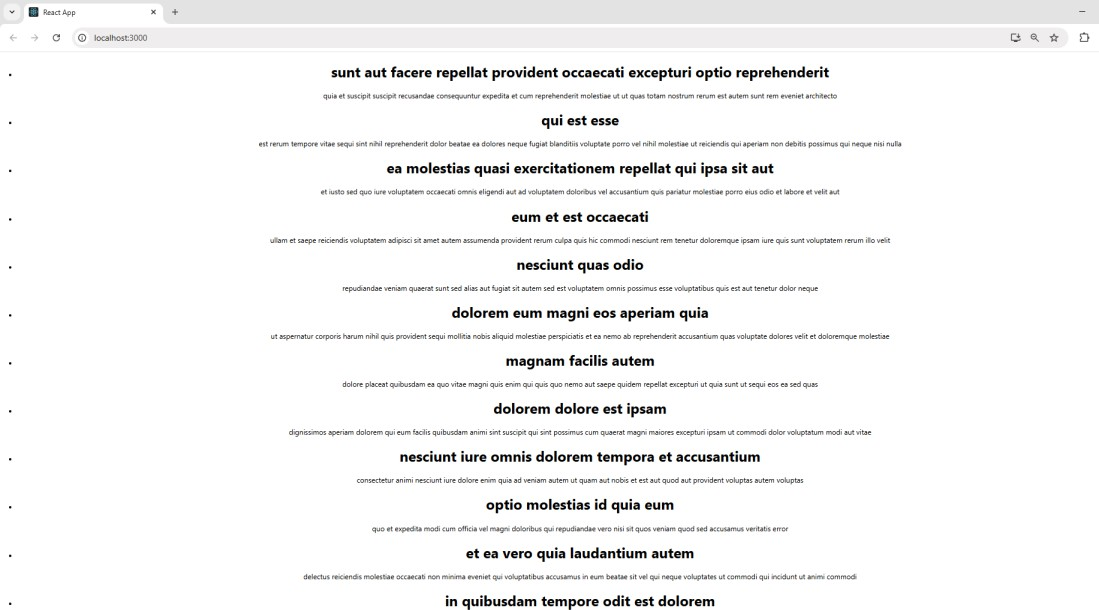 React App
localhost:3000
sunt aut facere repellat provident occaecati excepturi optio reprehenderit
quia et suscipit suscipit recusandae consequuntur expedita et cum reprehenderit molestiae ut ut quas totam nostrum rerum est autem sunt rem eveniet architecto
qui est esse
est rerum tempore vitae sequi sint nihil reprehenderit dolor beatae ea dolores neque fugiat blanditiis voluptate porro vel nihil molestiae ut reiciendis qui aperiam non debitis possimus qui neque nisi nulla
ea molestias quasi exercitationem repellat qui ipsa sit aut
et iusto sed quo iure voluptatem occaecati omnis eligendi aut ad voluptatem doloribus vel accusantium quis pariatur molestiae porro eius odio et labore et velit aut
eum et est occaecati
ullam et saepe reiciendis voluptatem adipisci sit amet autem assumenda provident rerum culpa quis hic commodi nesciunt rem tenetur doloremque ipsam iure quis sunt voluptatem rerum illo velit
nesciunt quas odio
repudiandae veniam quaerat sunt sed alias aut fugiat sit autem sed est voluptatem omnis possimus esse voluptatibus quis est aut tenetur dolor neque
dolorem eum magni eos aperiam quia
ut aspernatur corporis harum nihil quis provident sequi mollitia nobis aliquid molestiae perspiciatis et ea nemo ab reprehenderit accusantium quas voluptate dolores velit et doloremque molestiae
magnam facilis autem
dolore placeat quibusdam ea quo vitae magni quis enim qui quis quo nemo aut saepe quidem repellat excepturi ut quia sunt ut sequi eos ea sed quas
dolorem dolore est ipsam
dignissimos aperiam dolorem qui eum facilis quibusdam animi sint suscipit qui sint possimus cum quaerat magni maiores excepturi ipsam ut commodi dolor voluptatum modi aut vitae
nesciunt iure omnis dolorem tempora et accusantium
consectetur animi nesciunt iure dolore enim quia ad veniam autem ut quam aut nobis et est aut quod aut provident voluptas autem voluptas
optio molestias id quia eum
quo et expedita modi cum officia vel magni doloribus qui repudiandae vero nisi sit quos veniam quod sed accusamus veritatis error
et ea vero quia laudantium autem
delectus reiciendis molestiae occaecati non minima eveniet qui voluptatibus accusamus in eum beatae sit vel qui neque voluptates ut commodi qui incidunt ut animi commodi
in quibusdam tempore odit est dolorem